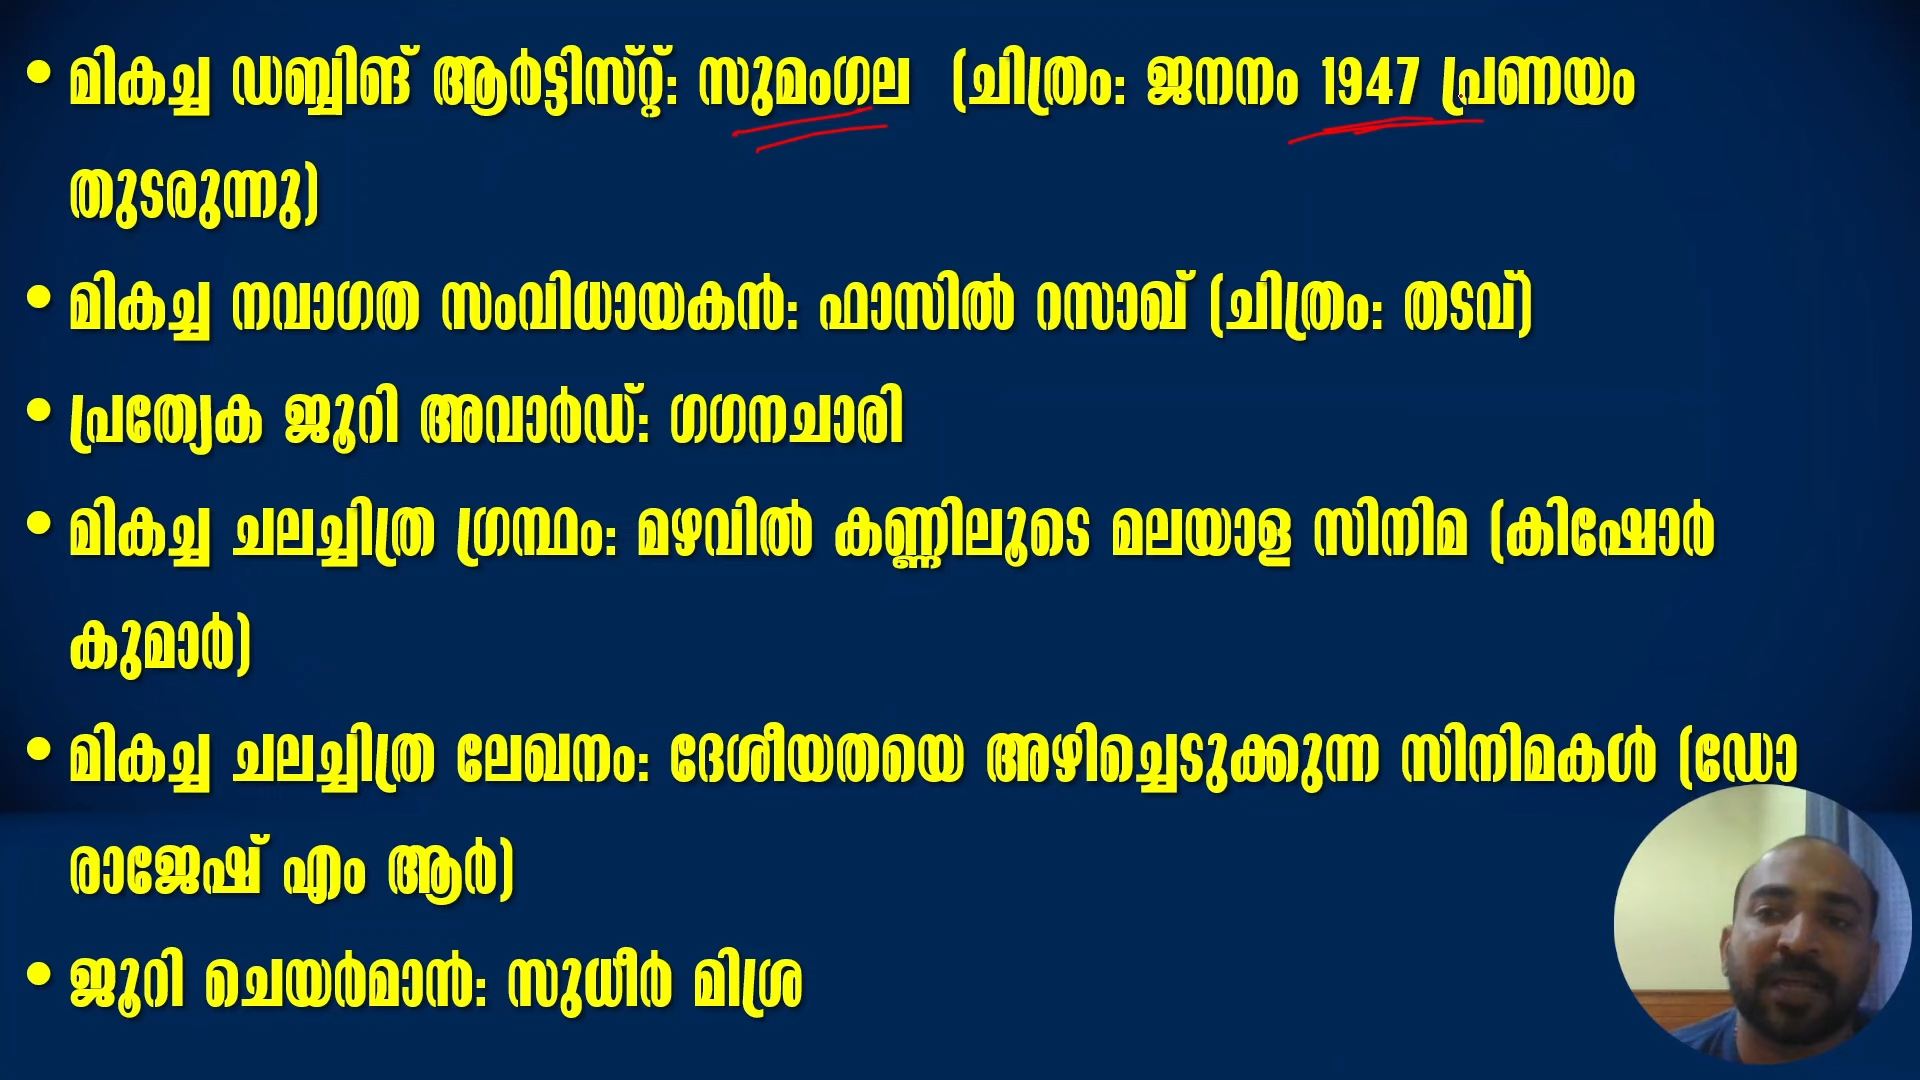 • മികച്ച ഡബ്ബിങ് ആർട്ടിസ്റ്റ്: സുമംഗല (ചിത്രം: ജനനം 1947 പ്രണയം
തുടരുന്നു)
• മികച്ച നവാഗത സംവിധായകൻ: ഫാസിൽ റസാഖ് (ചിത്രം: തടവ്)
• പ്രത്യേക ജൂറി അവാർഡ്: ഗഗനചാരി
• മികച്ച ചലച്ചിത്ര ഗ്രന്ഥം: മഴവിൽ കണ്ണിലൂടെ മലയാള സിനിമ (കിഷോർ
കുമാർ)
• മികച്ച ചലച്ചിത്ര ലേഖനം: ദേശീയതയെ അഴിച്ചെടുക്കുന്ന സിനിമകൾ (ഡോ
രാജേഷ് എം ആർ)
• ജൂറി ചെയർമാൻ: സുധീർ മിശ്ര